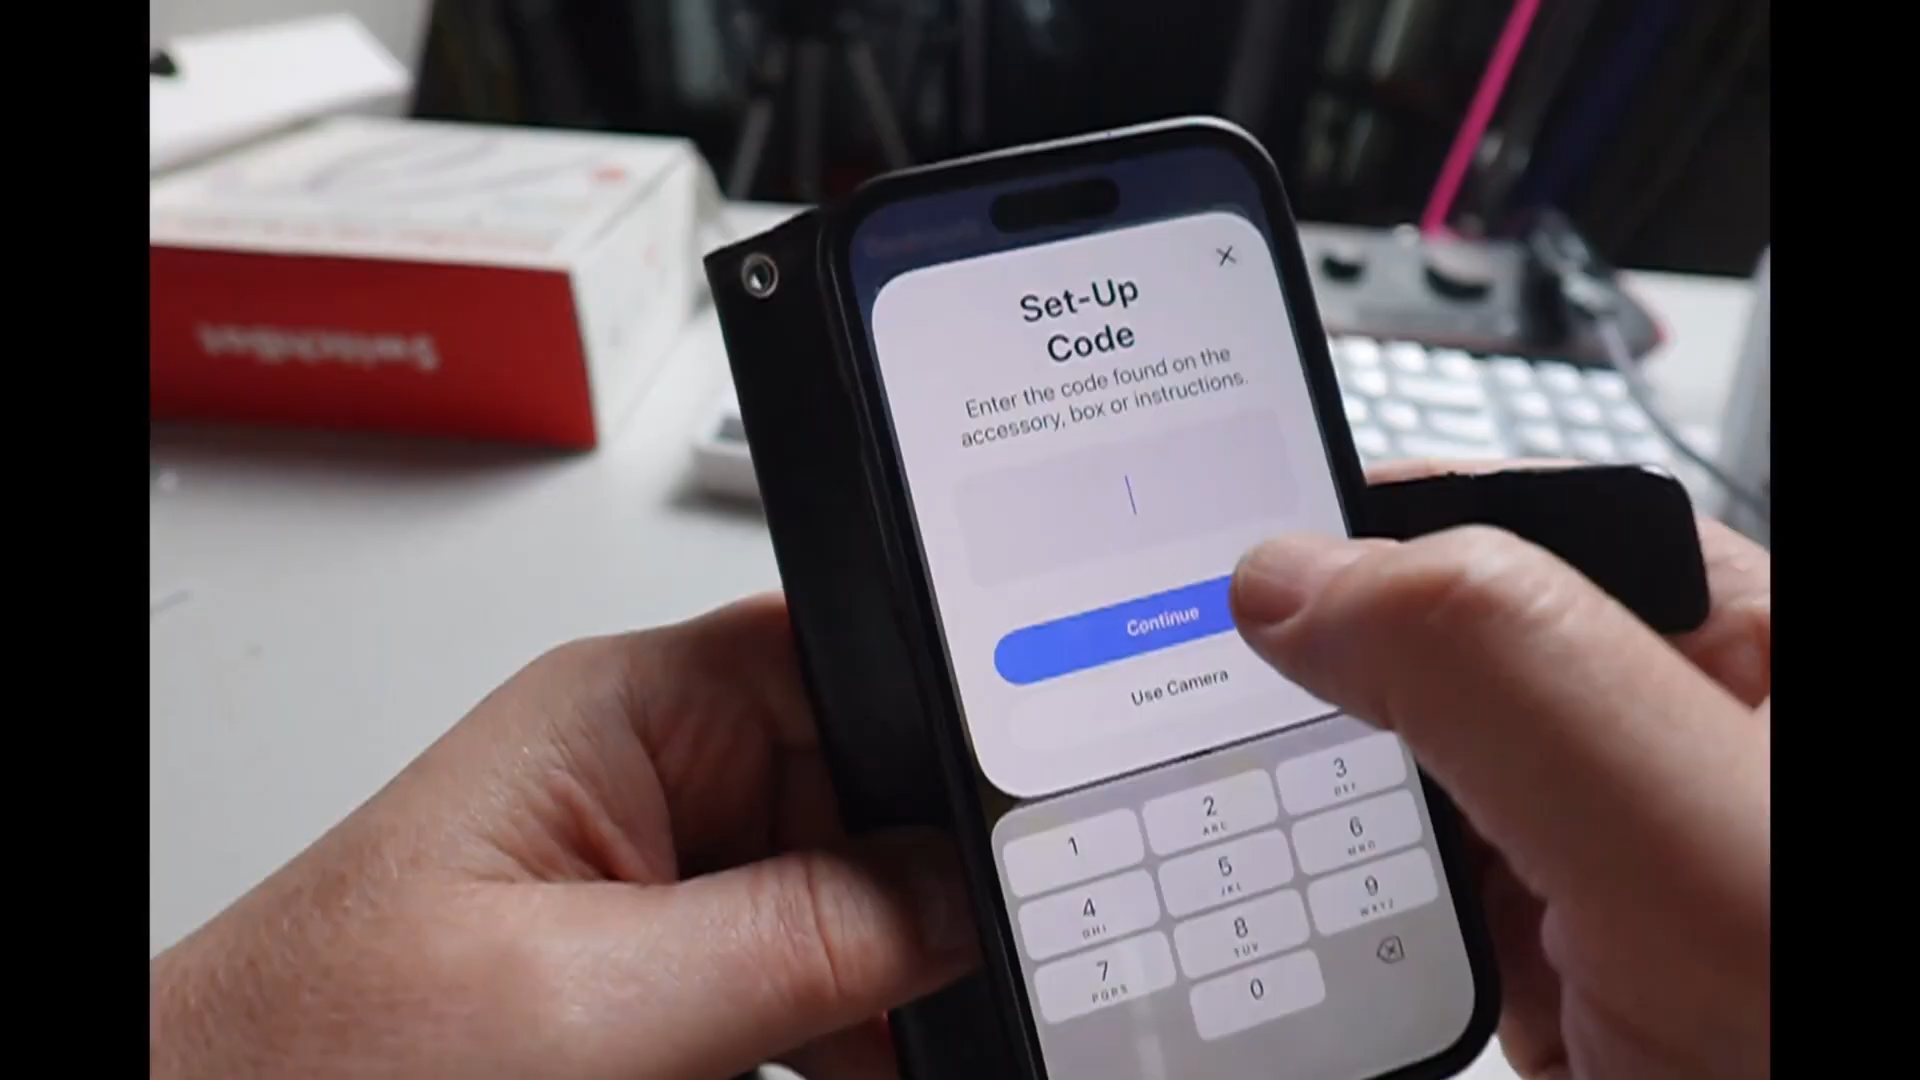 Set-Up
Code
Enter the code found on the
accessory, box or instructions.
Continue
Use Camera
1
2
ABC
3
DEF
4
GHI
5
JKL
6
MNO
7
PQRS
8
TUV
9
WXYZ
0
SwitchBot